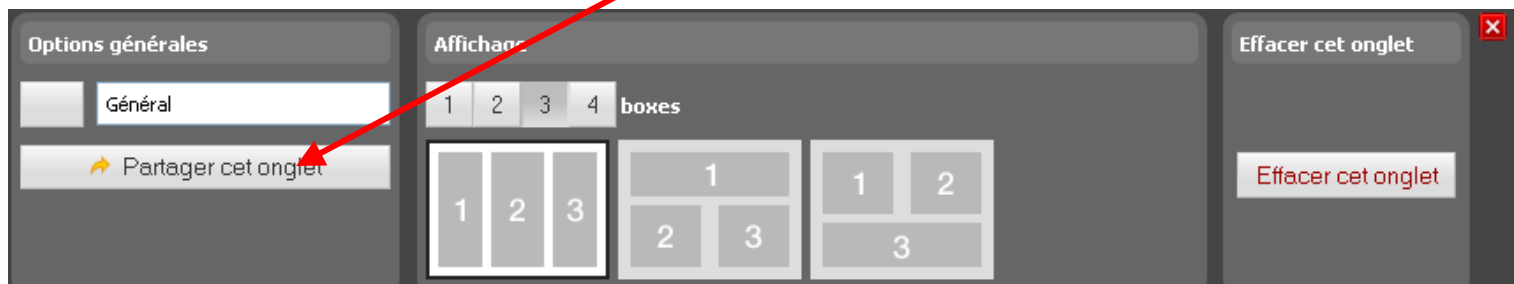 Options générales
Général
Partager cet onglet
Affichage
1 2 3 4 boxes
1 2 3
1
2 3
1 2
3
Effacer cet onglet
Effacer cet onglet